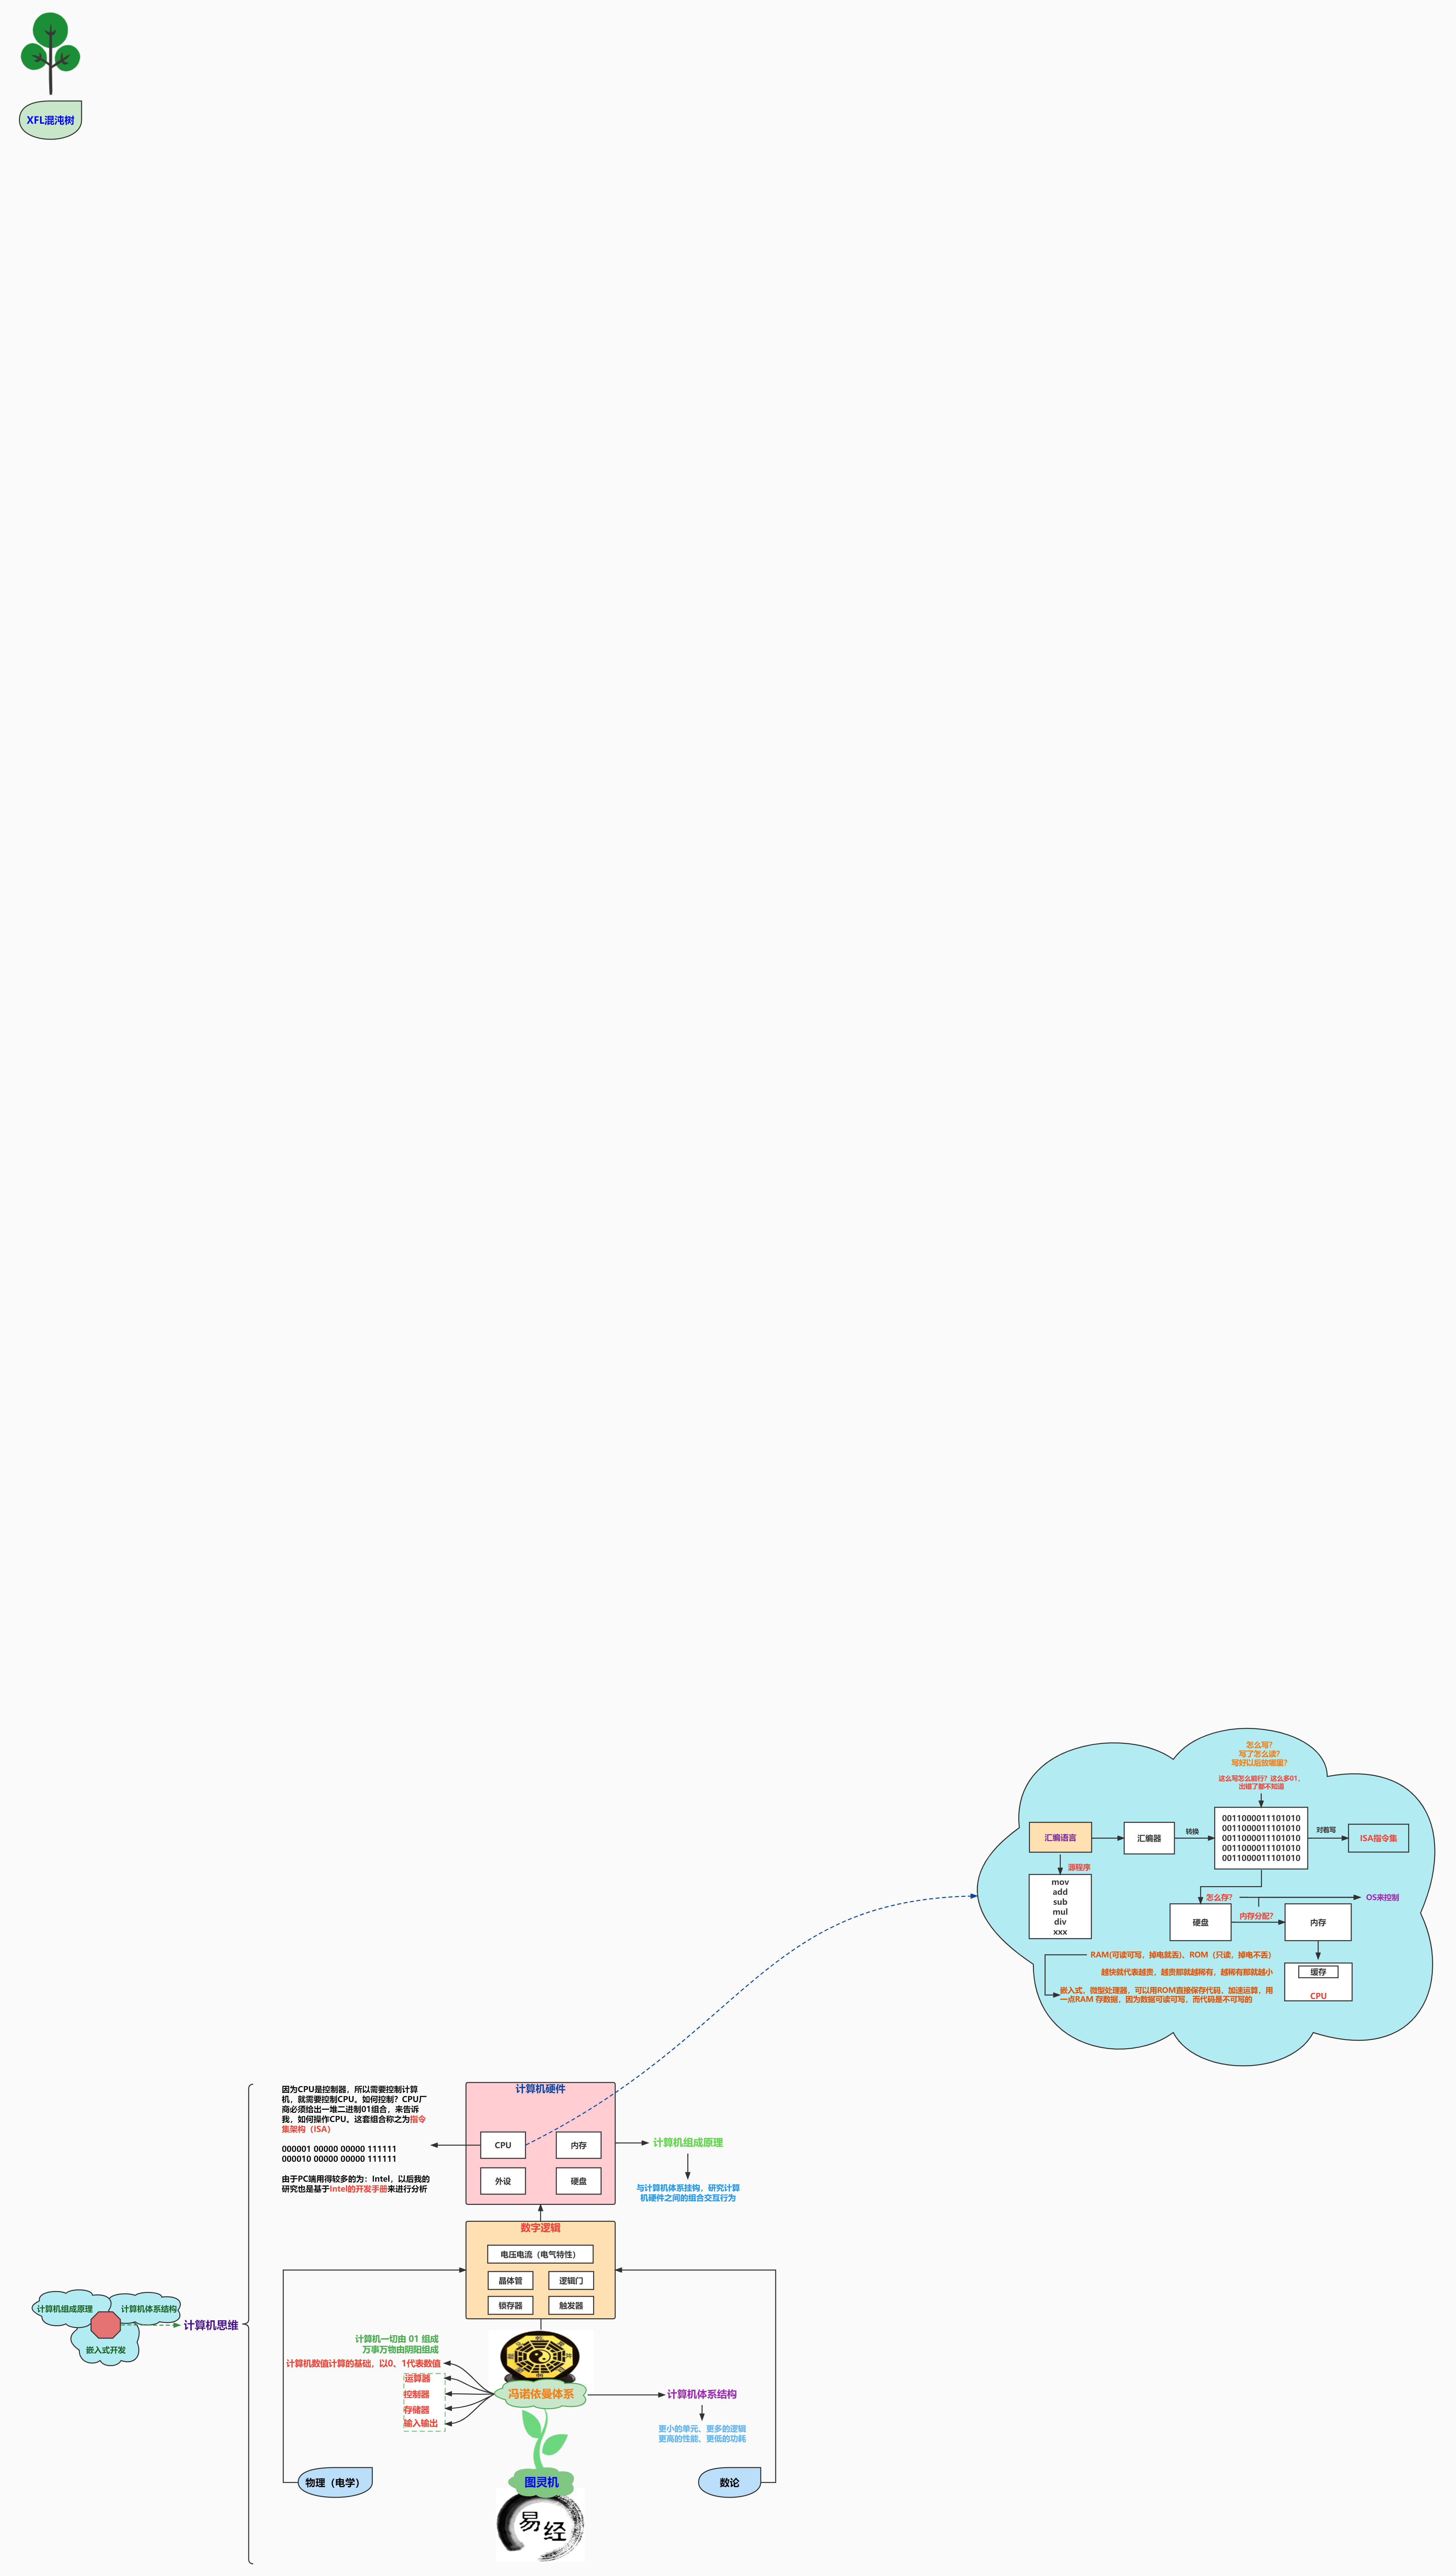 XFL混沌树
怎么写？
写了怎么读？
写好以后放哪里？
这么写怎么能行？这么多01，
出错了都不知道
汇编语言
汇编器
转换
0011000011101010
0011000011101010
0011000011101010
0011000011101010
0011000011101010
对着写
ISA指令集
源程序
mov
add
sub
mul
div
xxx
怎么存？
OS来控制
硬盘
内存分配？
内存
RAM(可读可写，掉电就丢)、ROM（只读，掉电不丢）
越快就代表越贵，越贵那就越稀有，越稀有那就越小
缓存
CPU
嵌入式、微型处理器，可以用ROM直接保存代码，加速运算，用
一点RAM 存数据，因为数据可读可写，而代码是不可写的
因为CPU是控制器，所以需要控制计算
机，就需要控制CPU。如何控制？CPU厂
商必须给出一堆二进制01组合，来告诉
我，如何操作CPU。这套组合称之为指令
集架构（ISA）
000001 00000 00000 111111
000010 00000 00000 111111
由于PC端用得较多的为：Intel，以后我的
研究也是基于Intel的开发手册来进行分析
计算机硬件
CPU
内存
外设
硬盘
计算机组成原理
与计算机体系挂钩，研究计算
机硬件之间的组合交互行为
数字逻辑
电压电流（电气特性）
晶体管
逻辑门
锁存器
触发器
计算机组成原理
计算机体系结构
嵌入式开发
计算机思维
计算机一切由 01 组成
万事万物由阴阳组成
计算机数值计算的基础，以0、1代表数值
运算器
控制器
存储器
输入输出
冯诺依曼体系
计算机体系结构
更小的单元、更多的逻辑
更高的性能、更低的功耗
物理（电学）
图灵机
数论
易
经